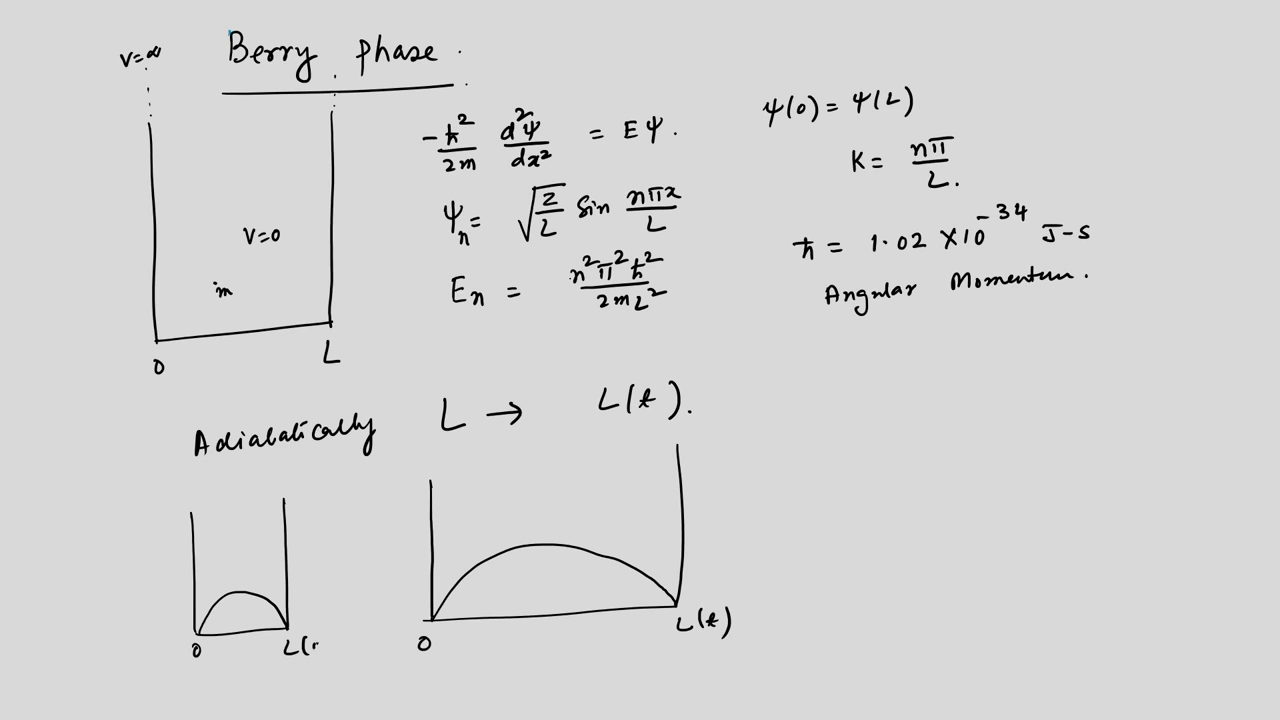 Berry phase.
V=∞
-ħ²/2m d²ψ/dx² = Eψ.
ψ(0) = ψ(L)
K = nπ/L.
ψn = √2/L Sin nπx/L
V=0
ħ = 1.02 × 10^-34 J-s
m
En = n²π²ħ²/2mL²
Angular Momentum.
0 L
Adiabatically L → L(t).
0 L(
0 L(t)